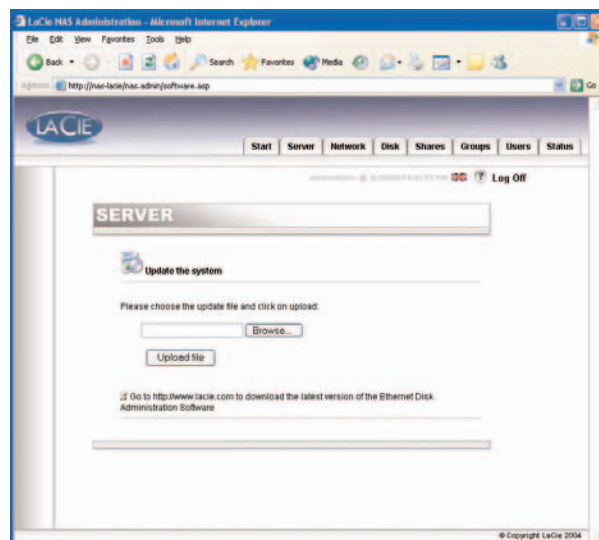 LaCie NAS Administration - Microsoft Internet Explorer
File Edit View Favorites Tools Help
Back Search Favorites Media
Address http://nas-lacie/nas.admin/software.asp Go
LACIE
Start Server Network Disk Shares Groups Users Status
? Log Off
SERVER
Update the system
Please choose the update file and click on upload:
Browse...
Upload file
Go to http://www.lacie.com to download the latest version of the Ethernet Disk
Administration Software
© Copyright LaCie 2004